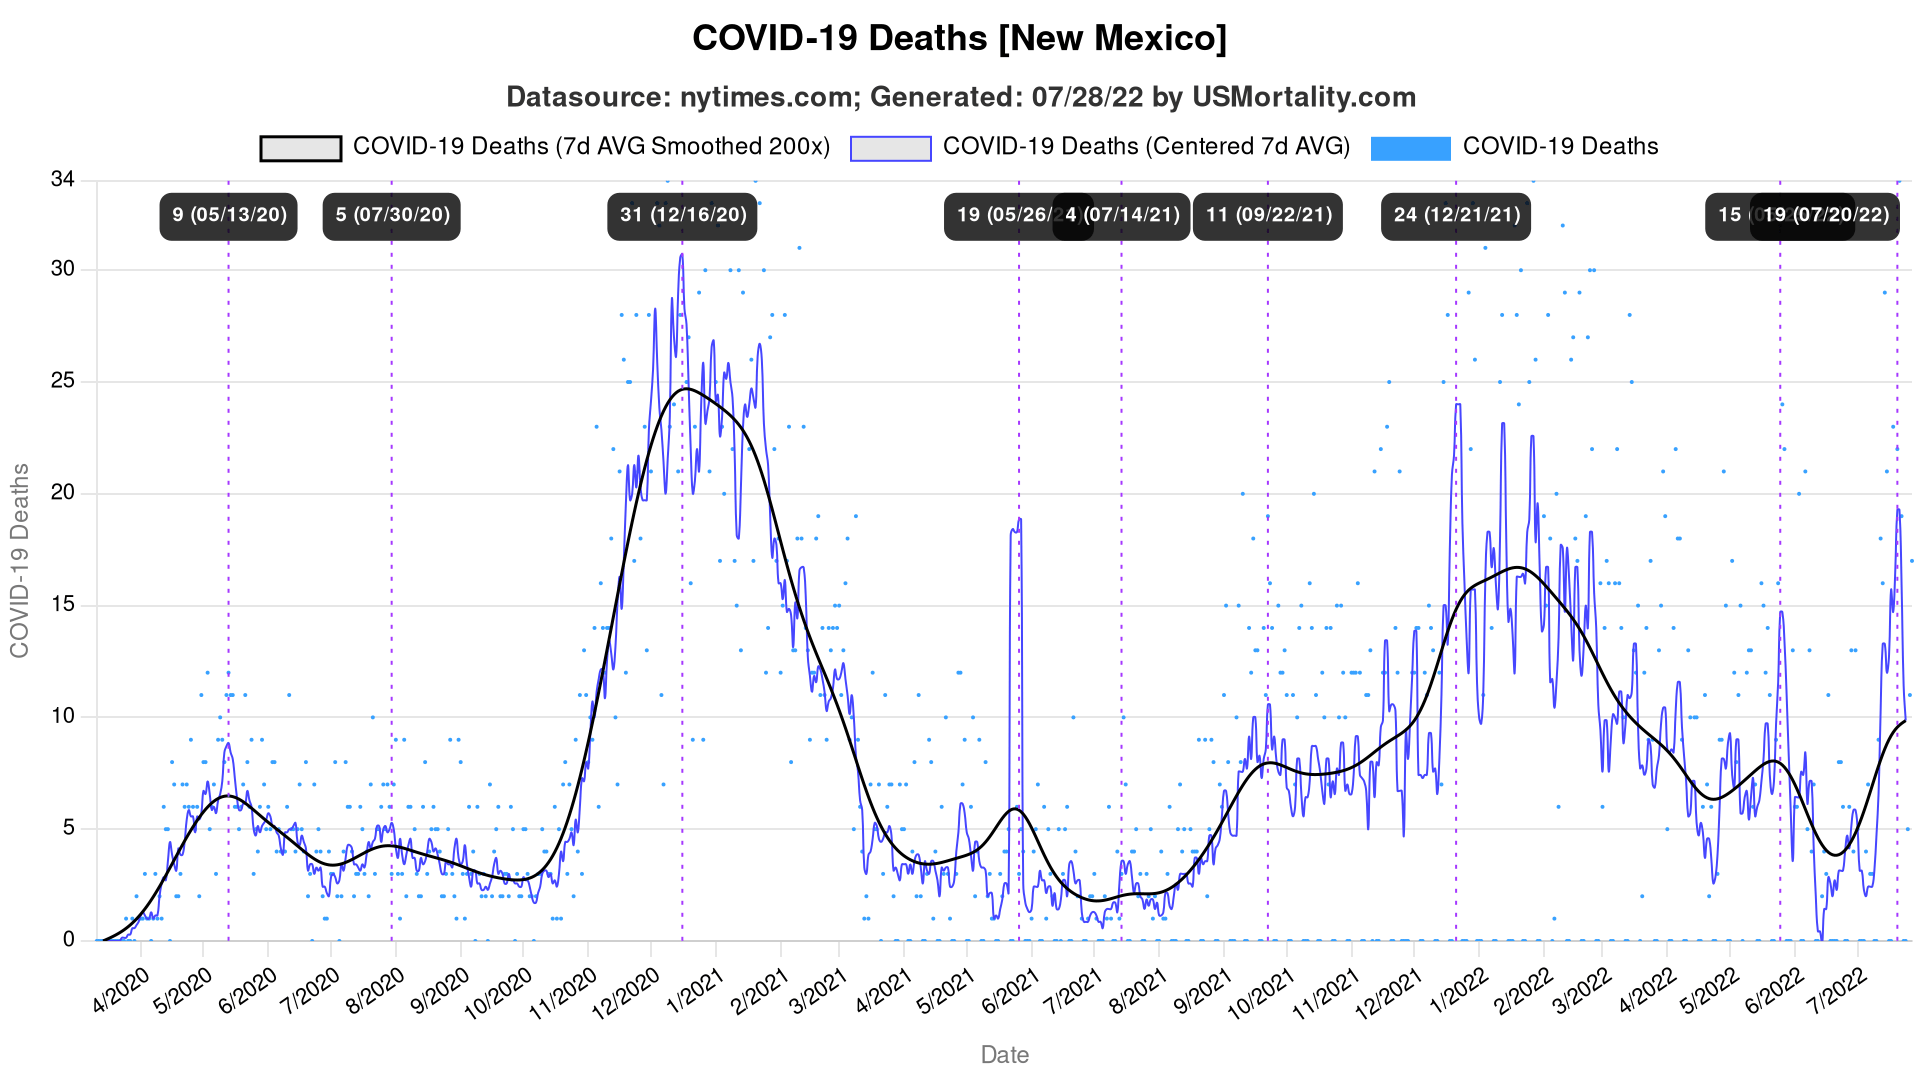 COVID-19 Deaths [New Mexico]
Datasource: nytimes.com; Generated: 07/28/22 by USMortality.com
COVID-19 Deaths (7d AVG Smoothed 200x) COVID-19 Deaths (Centered 7d AVG) COVID-19 Deaths
9 (05/13/20) 5 (07/30/20) 31 (12/16/20) 19 (05/26/ 4 (07/14/21) 11 (09/22/21) 24 (12/21/21) 15 19 (07/20/22)
34
30
25
20
15
10
5
0
COVID-19 Deaths
4/2020 5/2020 6/2020 7/2020 8/2020 9/2020 10/2020 11/2020 12/2020 1/2021 2/2021 3/2021 4/2021 5/2021 6/2021 7/2021 8/2021 9/2021 10/2021 11/2021 12/2021 1/2022 2/2022 3/2022 4/2022 5/2022 6/2022 7/2022
Date